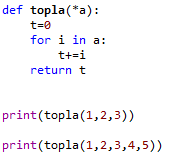 def topla(*a):
    t=0
    for i in a:
        t+=i
    return t
print(topla(1,2,3))
print(topla(1,2,3,4,5))